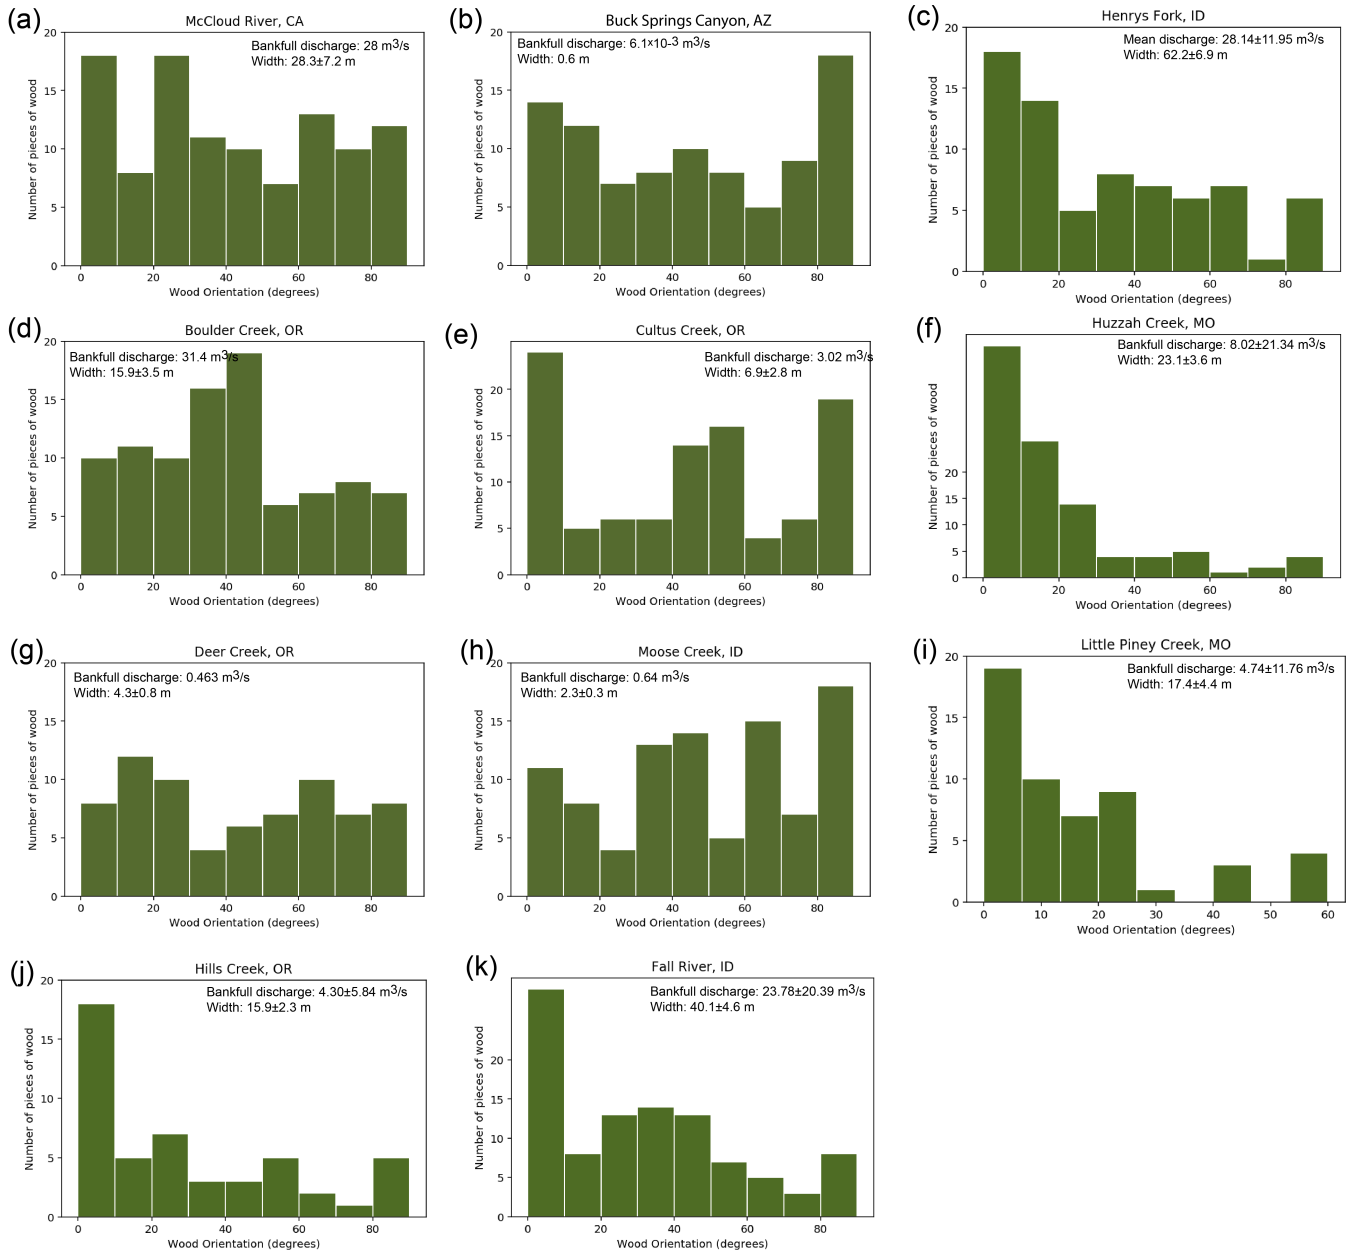 (a)
McCloud River, CA
Bankfull discharge: 28 m3/s
Width: 28.3±7.2 m
Number of pieces of wood
20
15
10
5
0
0 20 40 60 80
Wood Orientation (degrees)
(b)
Buck Springs Canyon, AZ
Bankfull discharge: 6.1×10-3 m3/s
Width: 0.6 m
Number of pieces of wood
20
15
10
5
0
0 20 40 60 80
Wood Orientation (degrees)
(c)
Henrys Fork, ID
Mean discharge: 28.14±11.95 m3/s
Width: 62.2±6.9 m
Number of pieces of wood
20
15
10
5
0
0 20 40 60 80
Wood Orientation (degrees)
(d)
Boulder Creek, OR
Bankfull discharge: 31.4 m3/s
Width: 15.9±3.5 m
Number of pieces of wood
20
15
10
5
0
0 20 40 60 80
Wood Orientation (degrees)
(e)
Cultus Creek, OR
Bankfull discharge: 3.02 m3/s
Width: 6.9±2.8 m
Number of pieces of wood
20
15
10
5
0
0 20 40 60 80
Wood Orientation (degrees)
(f)
Huzzah Creek, MO
Bankfull discharge: 8.02±21.34 m3/s
Width: 23.1±3.6 m
Number of pieces of wood
20
15
10
5
0
0 20 40 60 80
Wood Orientation (degrees)
(g)
Deer Creek, OR
Bankfull discharge: 0.463 m3/s
Width: 4.3±0.8 m
Number of pieces of wood
20
15
10
5
0
0 20 40 60 80
Wood Orientation (degrees)
(h)
Moose Creek, ID
Bankfull discharge: 0.64 m3/s
Width: 2.3±0.3 m
Number of pieces of wood
20
15
10
5
0
0 20 40 60 80
Wood Orientation (degrees)
(i)
Little Piney Creek, MO
Bankfull discharge: 4.74±11.76 m3/s
Width: 17.4±4.4 m
Number of pieces of wood
20
15
10
5
0
0 10 20 30 40 50 60
Wood Orientation (degrees)
(j)
Hills Creek, OR
Bankfull discharge: 4.30±5.84 m3/s
Width: 15.9±2.3 m
Number of pieces of wood
20
15
10
5
0
0 20 40 60 80
Wood Orientation (degrees)
(k)
Fall River, ID
Bankfull discharge: 23.78±20.39 m3/s
Width: 40.1±4.6 m
Number of pieces of wood
20
15
10
5
0
0 20 40 60 80
Wood Orientation (degrees)